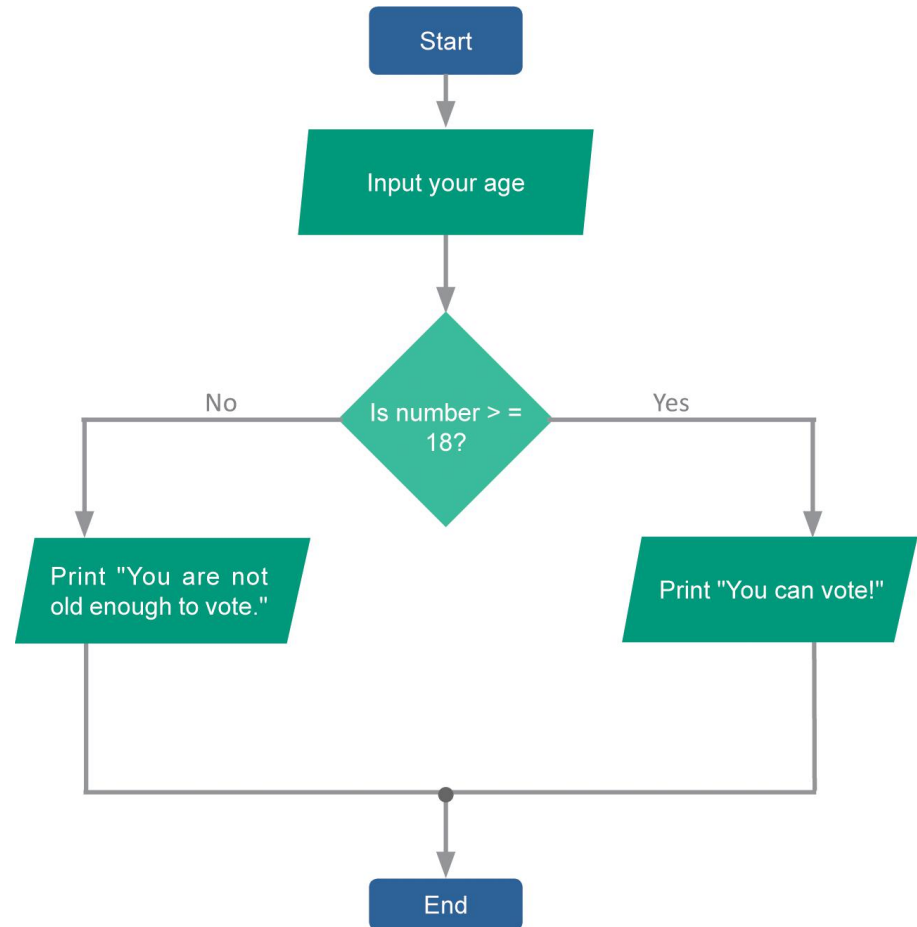 Start
Input your age
Is number > =
18?
No
Yes
Print "You are not
old enough to vote."
Print "You can vote!"
End